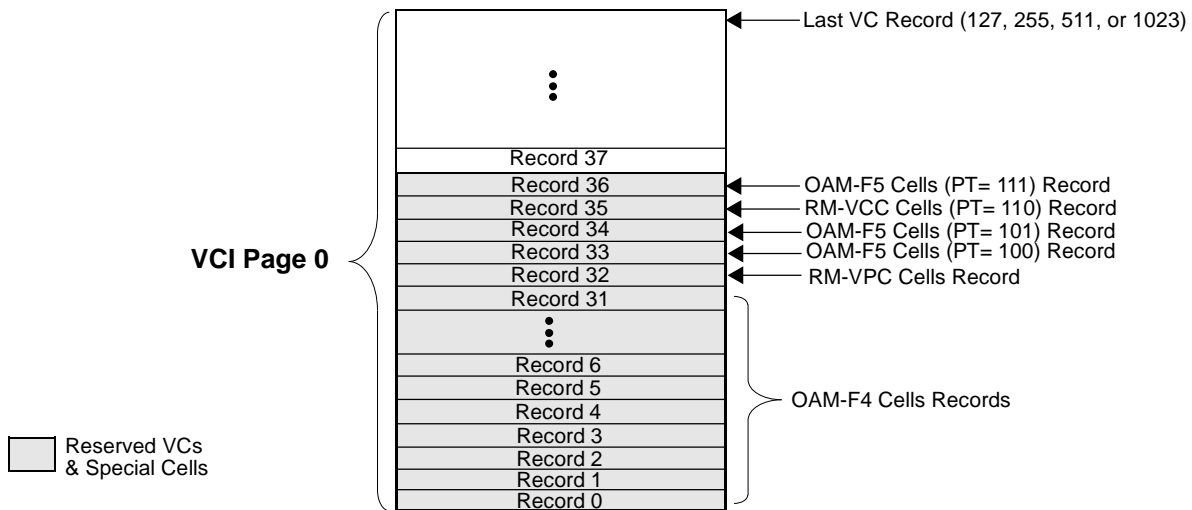 Last VC Record (127, 255, 511, or 1023)
Record 37
Record 36
OAM-F5 Cells (PT= 111) Record
Record 35
RM-VCC Cells (PT= 110) Record
Record 34
OAM-F5 Cells (PT= 101) Record
VCI Page 0
Record 33
OAM-F5 Cells (PT= 100) Record
Record 32
RM-VPC Cells Record
Record 31
Record 6
Record 5
Record 4
OAM-F4 Cells Records
Record 3
Record 2
Record 1
Record 0
Reserved VCs
& Special Cells